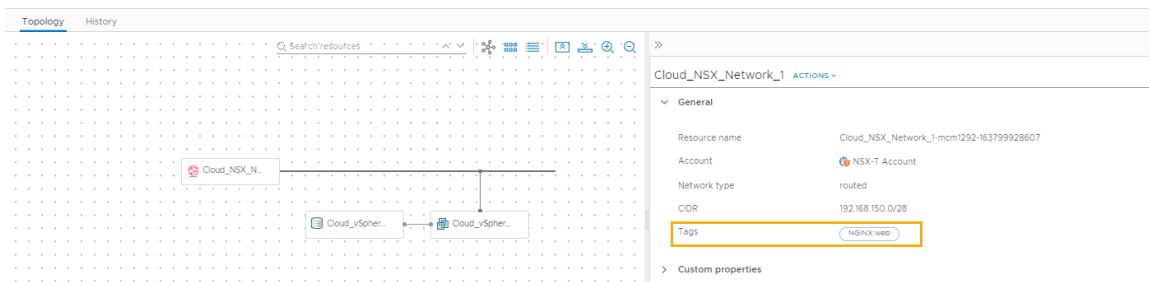 Topology History
Search resources
Cloud_NSX_N...
Cloud_vSpher...
Cloud_vSpher...
Cloud_NSX_Network_1 ACTIONS
General
Resource name Cloud_NSX_Network_1-mcm1292-163799928607
Account NSX-T Account
Network type routed
CIDR 192.168.150.0/28
Tags NGINX:web
Custom properties